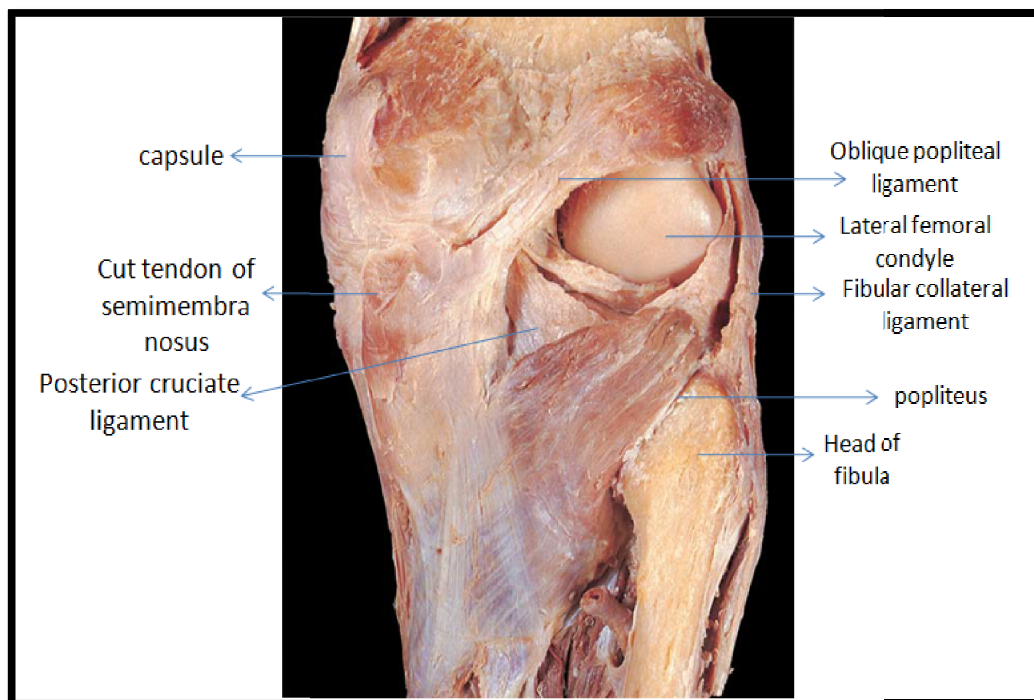 capsule
Cut tendon of
semimembra
nosus
Posterior cruciate
ligament
Oblique popliteal
ligament
Lateral femoral
condyle
Fibular collateral
ligament
popliteus
Head of
fibula